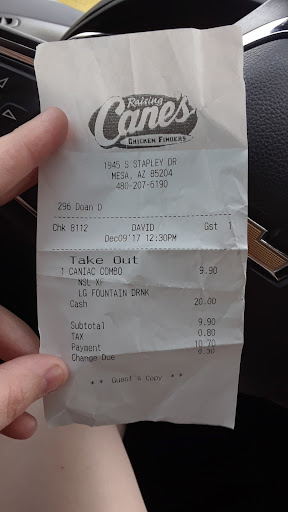 Raising
Cane's
CHICKEN FINGERS
1945 S STAPLEY DR
MESA, AZ 85204
480-207-6190
296 Doan D
Chk 8112 DAVID Gst 1
Dec09'17 12:30PM
Take Out
1 CANIAC COMBO 9.90
NSL XF
LG FOUNTAIN DRNK
Cash 20.00
Subtotal 9.90
TAX 0.80
Payment 10.70
Change Due 9.30
** Guest's Copy **